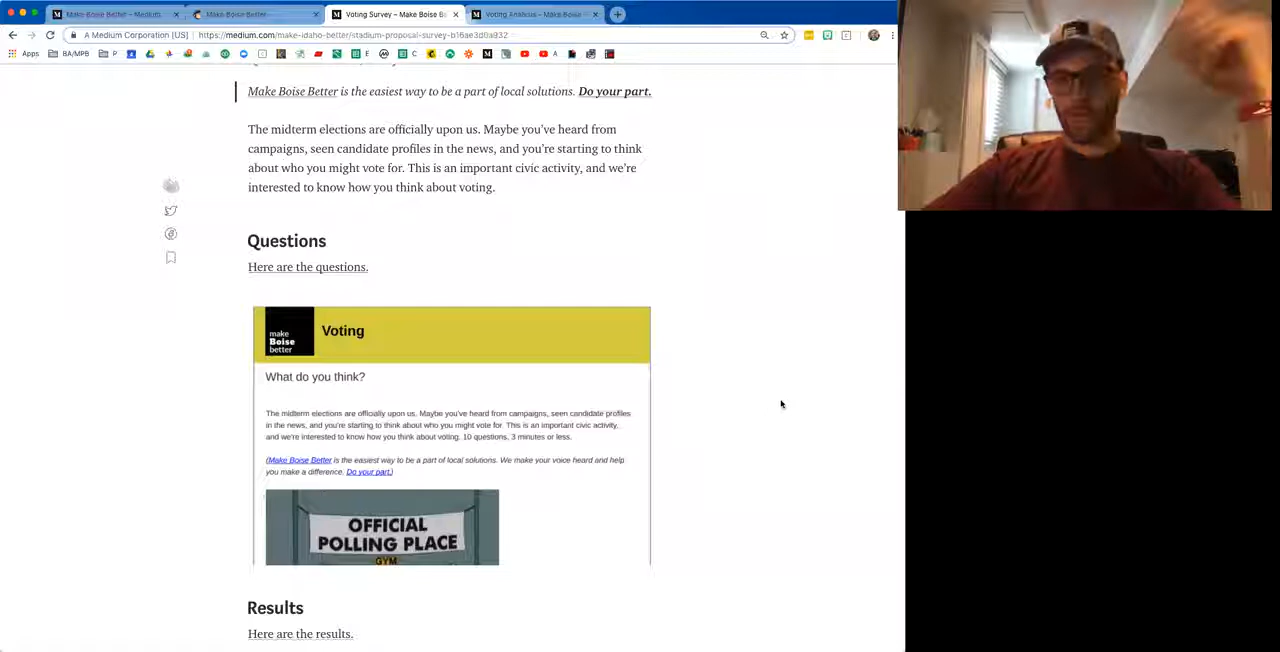 Make Boise Better – Medium
Make Boise Better
Voting Survey – Make Boise B
Voting Analysis – Make Boise
A Medium Corporation [US] | https://medium.com/make-idaho-better/stadium-proposal-survey-b16ae3d0a932
Apps BA/MPB P E C A
Make Boise Better is the easiest way to be a part of local solutions. Do your part.
The midterm elections are officially upon us. Maybe you’ve heard from
campaigns, seen candidate profiles in the news, and you’re starting to think
about who you might vote for. This is an important civic activity, and we’re
interested to know how you think about voting.
Questions
Here are the questions.
make
Boise
better
Voting
What do you think?
The midterm elections are officially upon us. Maybe you've heard from campaigns, seen candidate profiles
in the news, and you're starting to think about who you might vote for. This is an important civic activity,
and we're interested to know how you think about voting. 10 questions, 3 minutes or less.
(Make Boise Better is the easiest way to be a part of local solutions. We make your voice heard and help
you make a difference. Do your part.)
OFFICIAL
POLLING PLACE
GYM
Results
Here are the results.